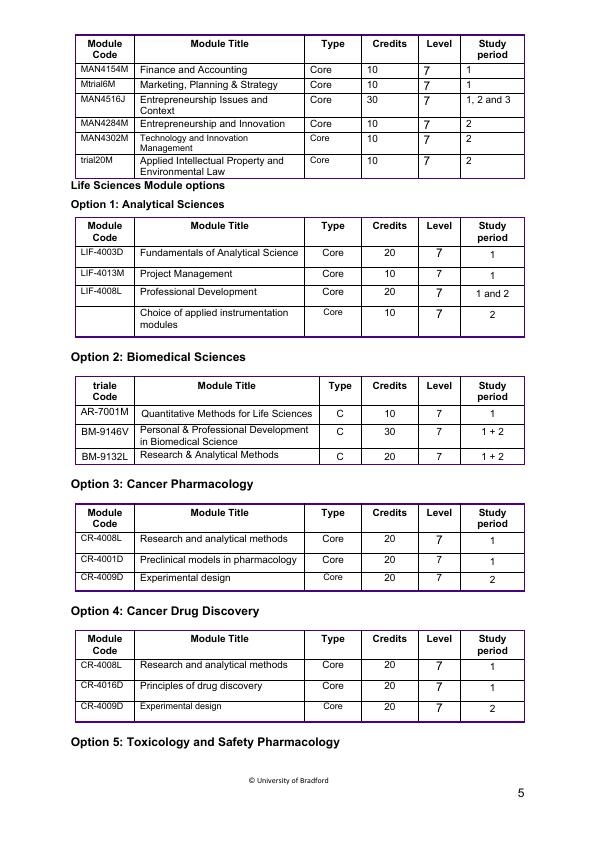 Module Code Module Title Type Credits Level Study period
MAN4154M Finance and Accounting Core 10 7 1
Mtrial6M Marketing, Planning & Strategy Core 10 7 1
MAN4516J Entrepreneurship Issues and Context Core 30 7 1, 2 and 3
MAN4284M Entrepreneurship and Innovation Core 10 7 2
MAN4302M Technology and Innovation Management Core 10 7 2
trial20M Applied Intellectual Property and Environmental Law Core 10 7 2
Life Sciences Module options
Option 1: Analytical Sciences
Module Code Module Title Type Credits Level Study period
LIF-4003D Fundamentals of Analytical Science Core 20 7 1
LIF-4013M Project Management Core 10 7 1
LIF-4008L Professional Development Core 20 7 1 and 2
Choice of applied instrumentation modules Core 10 7 2
Option 2: Biomedical Sciences
triale Code Module Title Type Credits Level Study period
AR-7001M Quantitative Methods for Life Sciences C 10 7 1
BM-9146V Personal & Professional Development in Biomedical Science C 30 7 1 + 2
BM-9132L Research & Analytical Methods C 20 7 1 + 2
Option 3: Cancer Pharmacology
Module Code Module Title Type Credits Level Study period
CR-4008L Research and analytical methods Core 20 7 1
CR-4001D Preclinical models in pharmacology Core 20 7 1
CR-4009D Experimental design Core 20 7 2
Option 4: Cancer Drug Discovery
Module Code Module Title Type Credits Level Study period
CR-4008L Research and analytical methods Core 20 7 1
CR-4016D Principles of drug discovery Core 20 7 1
CR-4009D Experimental design Core 20 7 2
Option 5: Toxicology and Safety Pharmacology
© University of Bradford
5